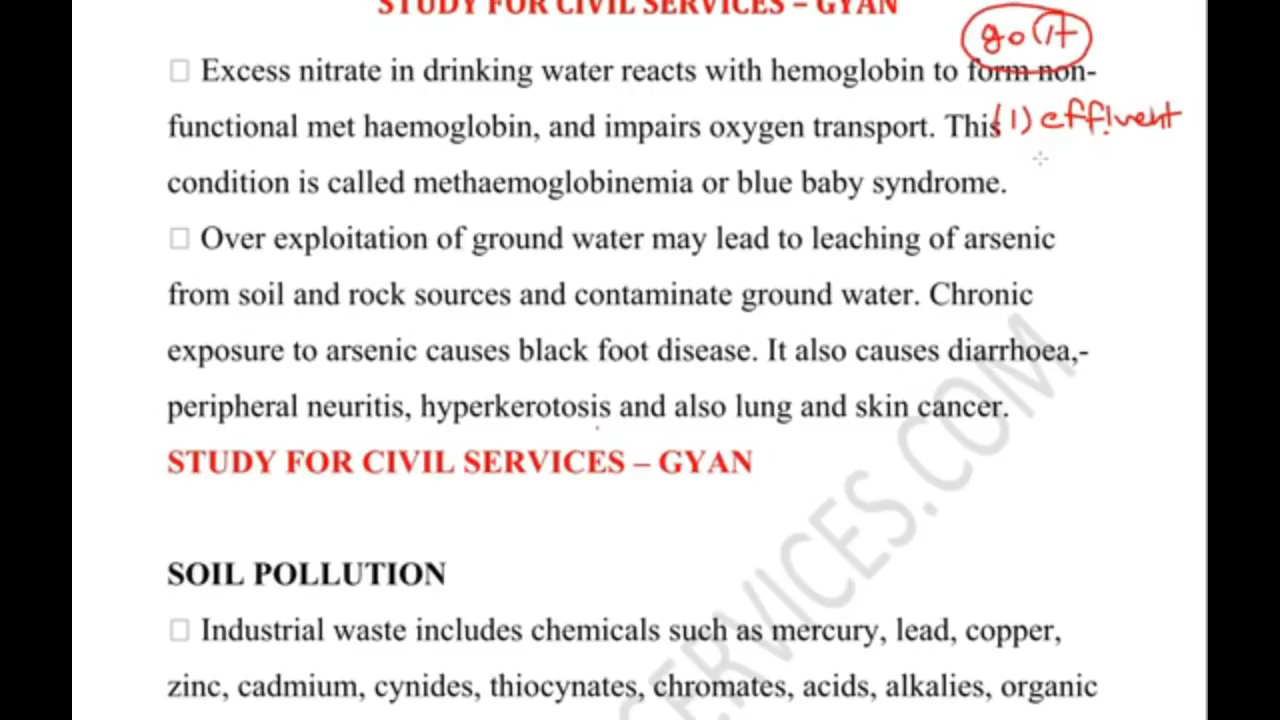 STUDY FOR CIVIL SERVICES – GYAN
go it
□ Excess nitrate in drinking water reacts with hemoglobin to form non-
functional met haemoglobin, and impairs oxygen transport. This
(1) effluent
condition is called methaemoglobinemia or blue baby syndrome.
□ Over exploitation of ground water may lead to leaching of arsenic
from soil and rock sources and contaminate ground water. Chronic
exposure to arsenic causes black foot disease. It also causes diarrhoea,-
peripheral neuritis, hyperkerotosis and also lung and skin cancer.
STUDY FOR CIVIL SERVICES – GYAN
SOIL POLLUTION
□ Industrial waste includes chemicals such as mercury, lead, copper,
zinc, cadmium, cynides, thiocynates, chromates, acids, alkalies, organic
SERVICES.COM